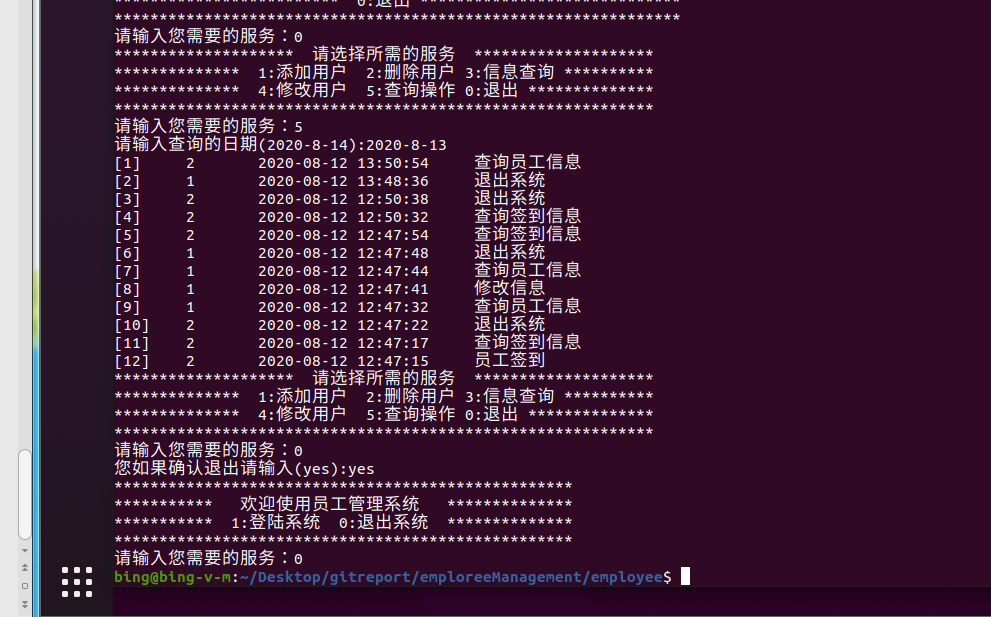 ************************* 0:退出 *****************************
***************************************************************
请输入您需要的服务：0
******************** 请选择所需的服务 ********************
************** 1:添加用户 2:删除用户 3:信息查询 **********
************** 4:修改用户 5:查询操作 0:退出 **************
************************************************************
请输入您需要的服务：5
请输入查询的日期(2020-8-14):2020-8-13
[1] 2 2020-08-12 13:50:54 查询员工信息
[2] 1 2020-08-12 13:48:36 退出系统
[3] 2 2020-08-12 12:50:38 退出系统
[4] 2 2020-08-12 12:50:32 查询签到信息
[5] 2 2020-08-12 12:47:54 查询签到信息
[6] 1 2020-08-12 12:47:48 退出系统
[7] 1 2020-08-12 12:47:44 查询员工信息
[8] 1 2020-08-12 12:47:41 修改信息
[9] 1 2020-08-12 12:47:32 查询员工信息
[10] 2 2020-08-12 12:47:22 退出系统
[11] 2 2020-08-12 12:47:17 查询签到信息
[12] 2 2020-08-12 12:47:15 员工签到
******************** 请选择所需的服务 ********************
************** 1:添加用户 2:删除用户 3:信息查询 **********
************** 4:修改用户 5:查询操作 0:退出 **************
************************************************************
请输入您需要的服务：0
您如果确认退出请输入(yes):yes
***************************************************
*********** 欢迎使用员工管理系统 **************
*********** 1:登陆系统 0:退出系统 **************
***************************************************
请输入您需要的服务：0
bing@bing-v-m:~/Desktop/gitreport/emploreeManagement/employee$